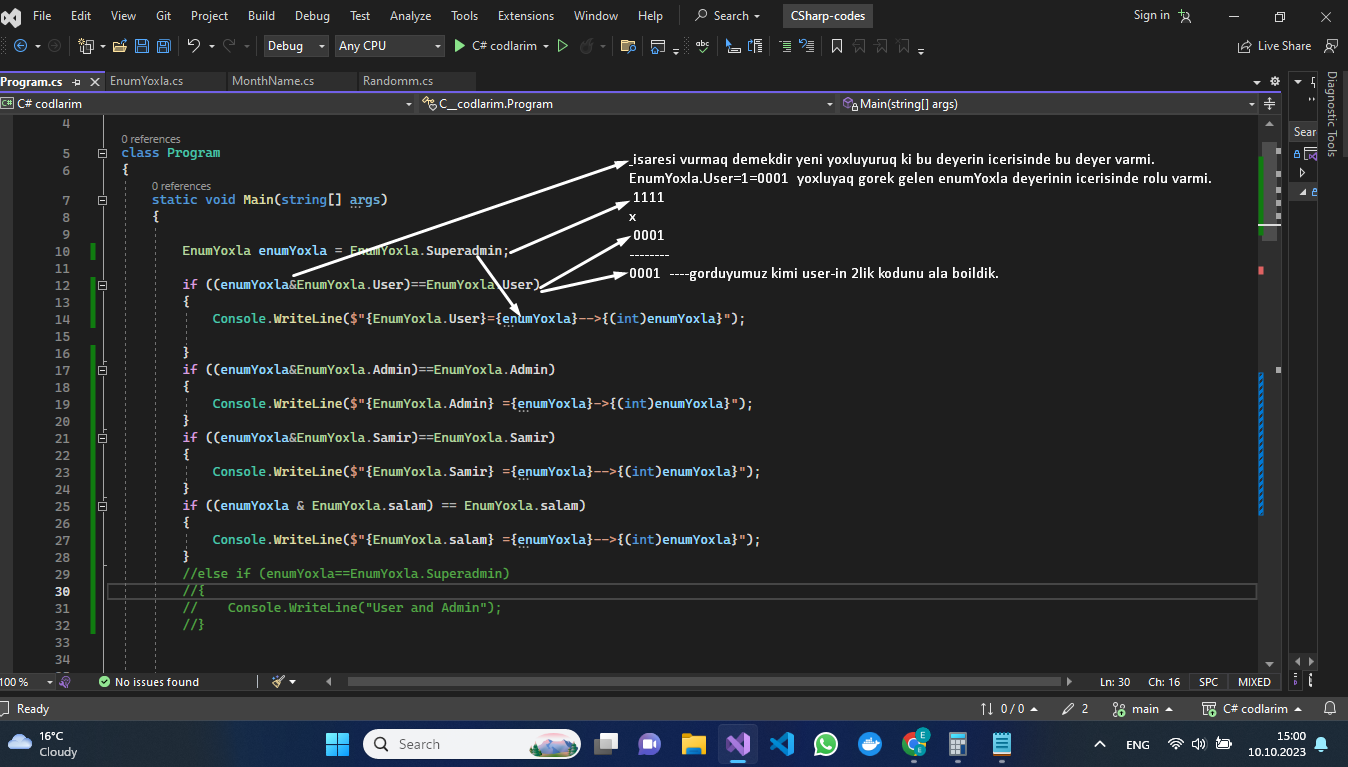 File Edit View Git Project Build Debug Test Analyze Tools Extensions Window Help Search CSharp-codes Sign in
Debug Any CPU C# codlarim Live Share
Program.cs EnumYoxla.cs MonthName.cs Randomm.cs
C# codlarim C__codlarim.Program Main(string[] args)
Diagnostic Tools
Sear
4
0 references
5 class Program
6 {
0 references
7 static void Main(string[] args)
8 {
9
10 EnumYoxla enumYoxla = EnumYoxla.Superadmin;
11
12 if ((enumYoxla&EnumYoxla.User)==EnumYoxla.User)
13 {
14 Console.WriteLine($"{EnumYoxla.User}={enumYoxla}-->{(int)enumYoxla}");
15
16 }
17 if ((enumYoxla&EnumYoxla.Admin)==EnumYoxla.Admin)
18 {
19 Console.WriteLine($"{EnumYoxla.Admin} ={enumYoxla}->{(int)enumYoxla}");
20 }
21 if ((enumYoxla&EnumYoxla.Samir)==EnumYoxla.Samir)
22 {
23 Console.WriteLine($"{EnumYoxla.Samir} ={enumYoxla}-->{(int)enumYoxla}");
24 }
25 if ((enumYoxla & EnumYoxla.salam) == EnumYoxla.salam)
26 {
27 Console.WriteLine($"{EnumYoxla.salam} ={enumYoxla}-->{(int)enumYoxla}");
28 }
29 //else if (enumYoxla==EnumYoxla.Superadmin)
30 //{
31 // Console.WriteLine("User and Admin");
32 //}
33
34
_isaresi vurmaq demekdir yeni yoxluyuruq ki bu deyerin icerisinde bu deyer varmi.
EnumYoxla.User=1=0001 yoxluyaq gorek gelen enumYoxla deyerinin icerisinde rolu varmi.
1111
x
0001
--------
0001 ----gorduyumuz kimi user-in 2lik kodunu ala boildik.
100 % No issues found Ln: 30 Ch: 16 SPC MIXED
Ready 0 / 0 2 main C# codlarim
16°C
Cloudy
Search
ENG
15:00
10.10.2023